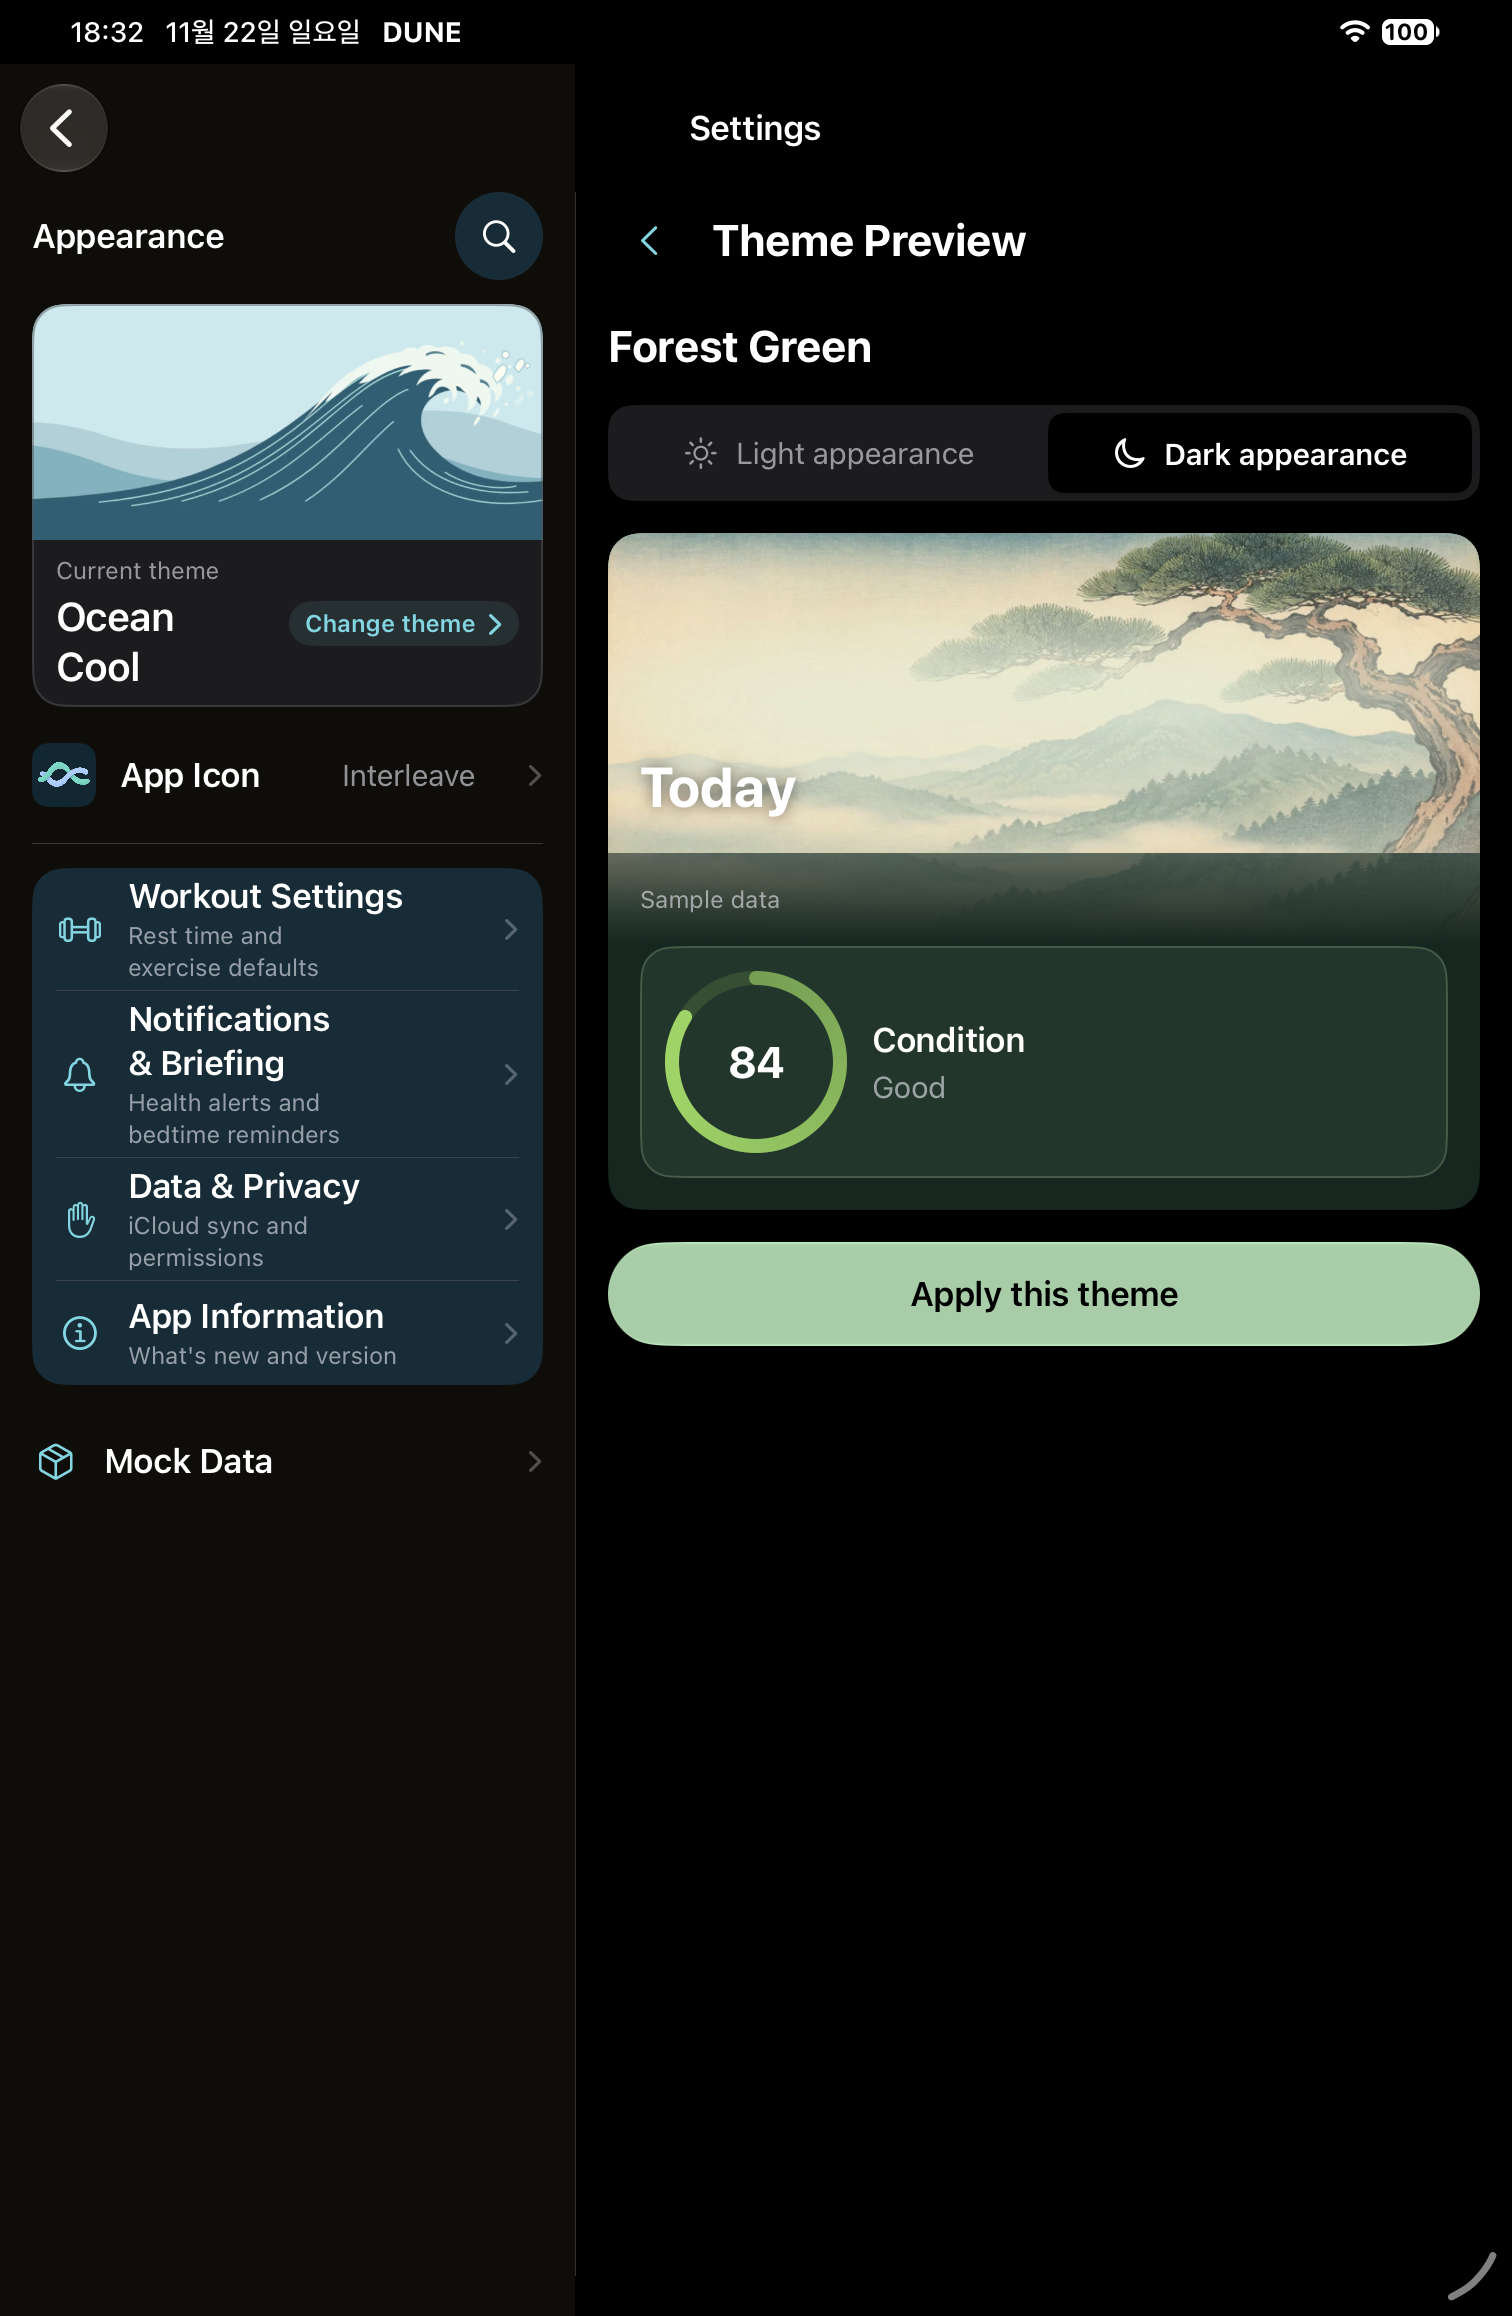 18:32 11월 22일 일요일 DUNE
100
Settings
Appearance
Current theme
Ocean
Cool
Change theme
App Icon
Interleave
Workout Settings
Rest time and
exercise defaults
Notifications
& Briefing
Health alerts and
bedtime reminders
Data & Privacy
iCloud sync and
permissions
App Information
What's new and version
Mock Data
Theme Preview
Forest Green
Light appearance
Dark appearance
Today
Sample data
84
Condition
Good
Apply this theme